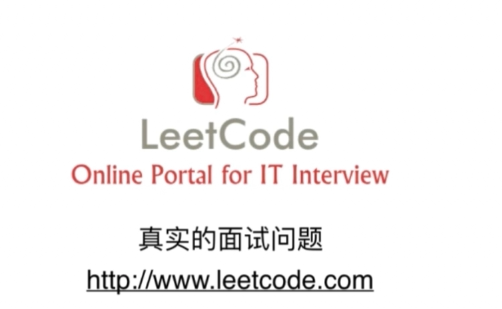 LeetCode
Online Portal for IT Interview
真实的面试问题
http://www.leetcode.com